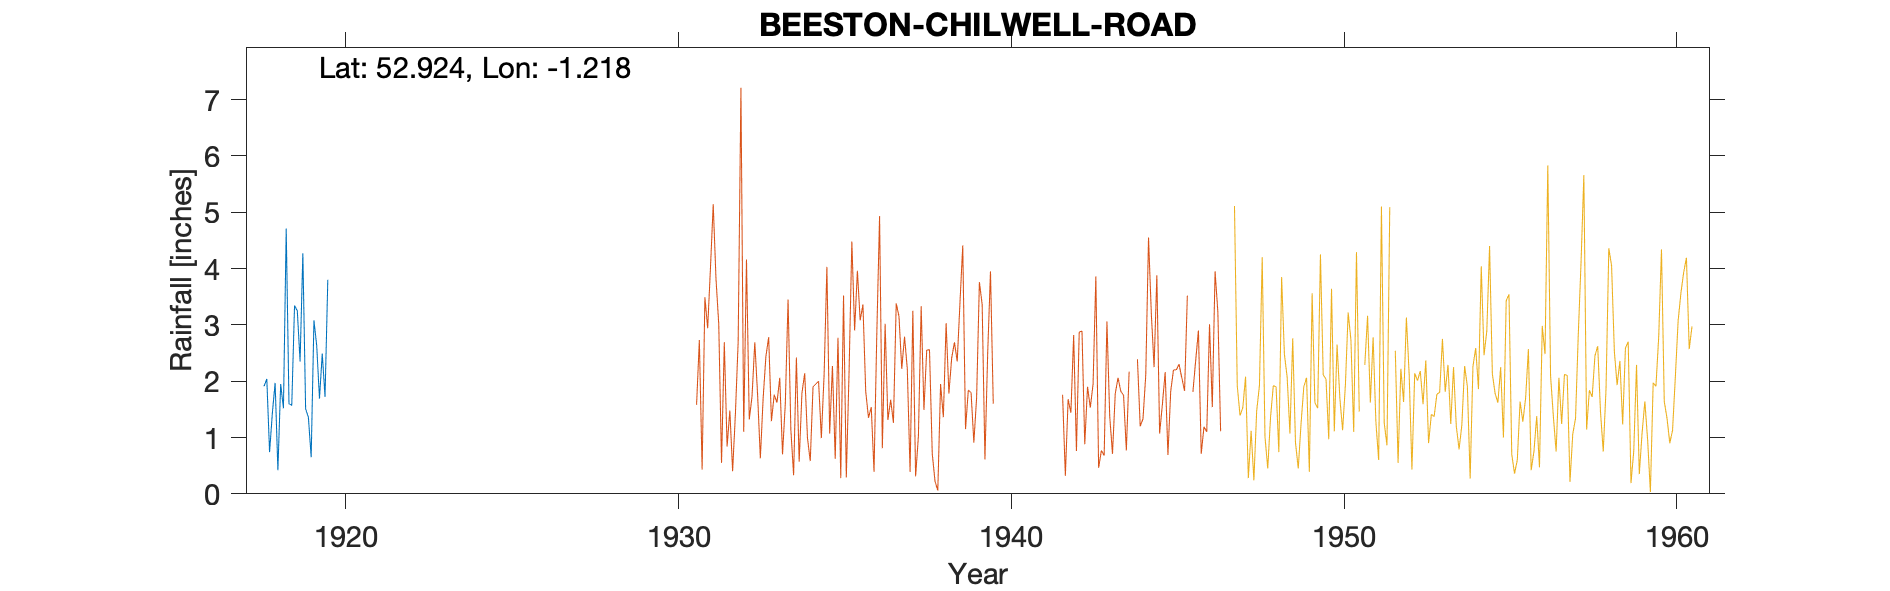 BEESTON-CHILWELL-ROAD
Lat: 52.924, Lon: -1.218
7
6
5
4
3
2
1
0
Rainfall [inches]
1920 1930 1940 1950 1960
Year